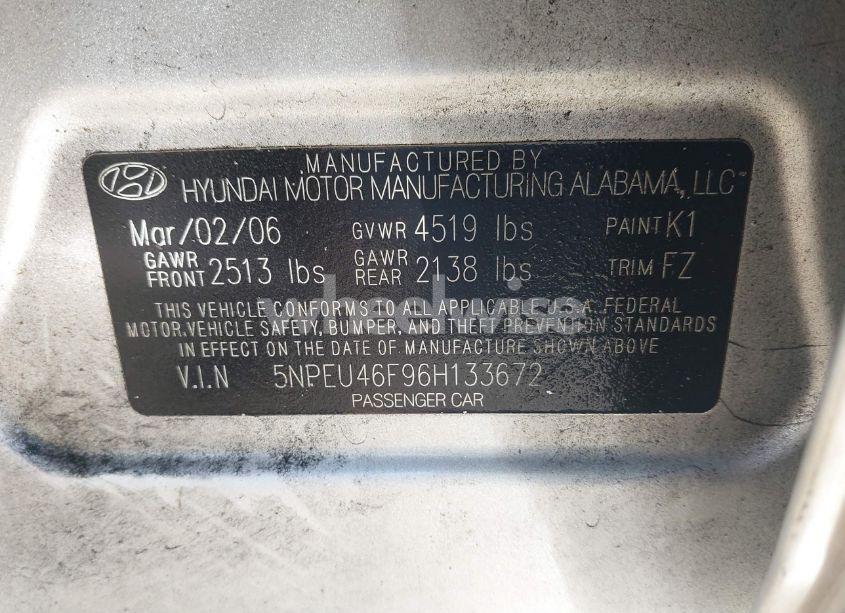 MANUFACTURED BY
HYUNDAI MOTOR MANUFACTURING ALABAMA, LLC
Mar/02/06 GVWR 4519 lbs PAINT K1
GAWR FRONT 2513 lbs GAWR REAR 2138 lbs TRIM FZ
THIS VEHICLE CONFORMS TO ALL APPLICABLE U.S.A. FEDERAL
MOTOR VEHICLE SAFETY, BUMPER, AND THEFT PREVENTION STANDARDS
IN EFFECT ON THE DATE OF MANUFACTURE SHOWN ABOVE
V.I.N 5NPEU46F96H133672
PASSENGER CAR
wheelwise